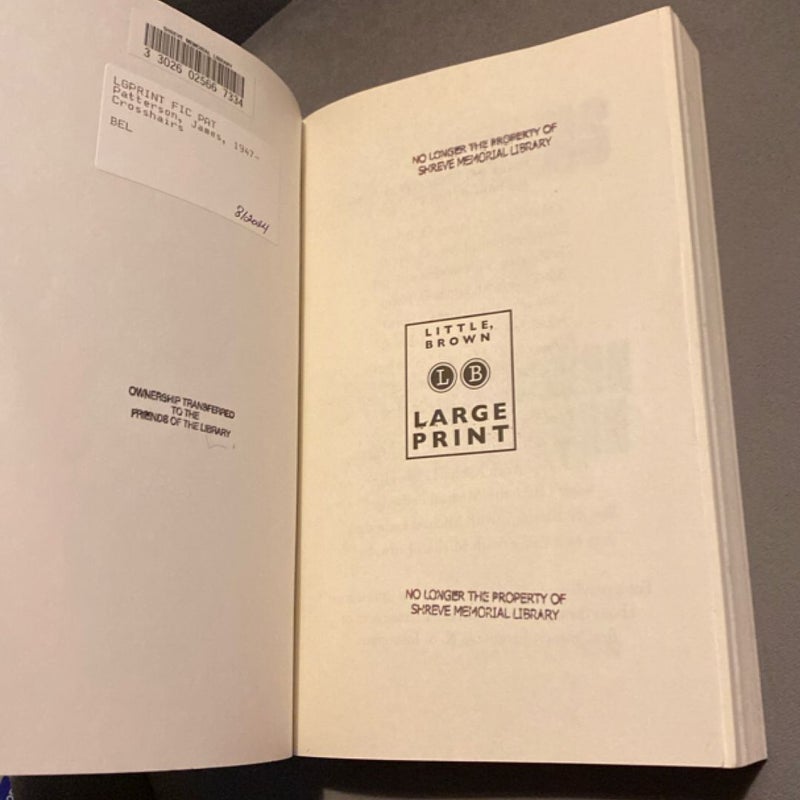 SHREVE MEMORIAL LIBRARY
3 3026 02566 7334
LGPRINT FIC PAT
Patterson, James, 1947-
Crosshairs
BEL
8/2024
OWNERSHIP TRANSFERRED
TO THE
FRIENDS OF THE LIBRARY
NO LONGER THE PROPERTY OF
SHREVE MEMORIAL LIBRARY
LITTLE,
BROWN
L B
LARGE
PRINT
NO LONGER THE PROPERTY OF
SHREVE MEMORIAL LIBRARY